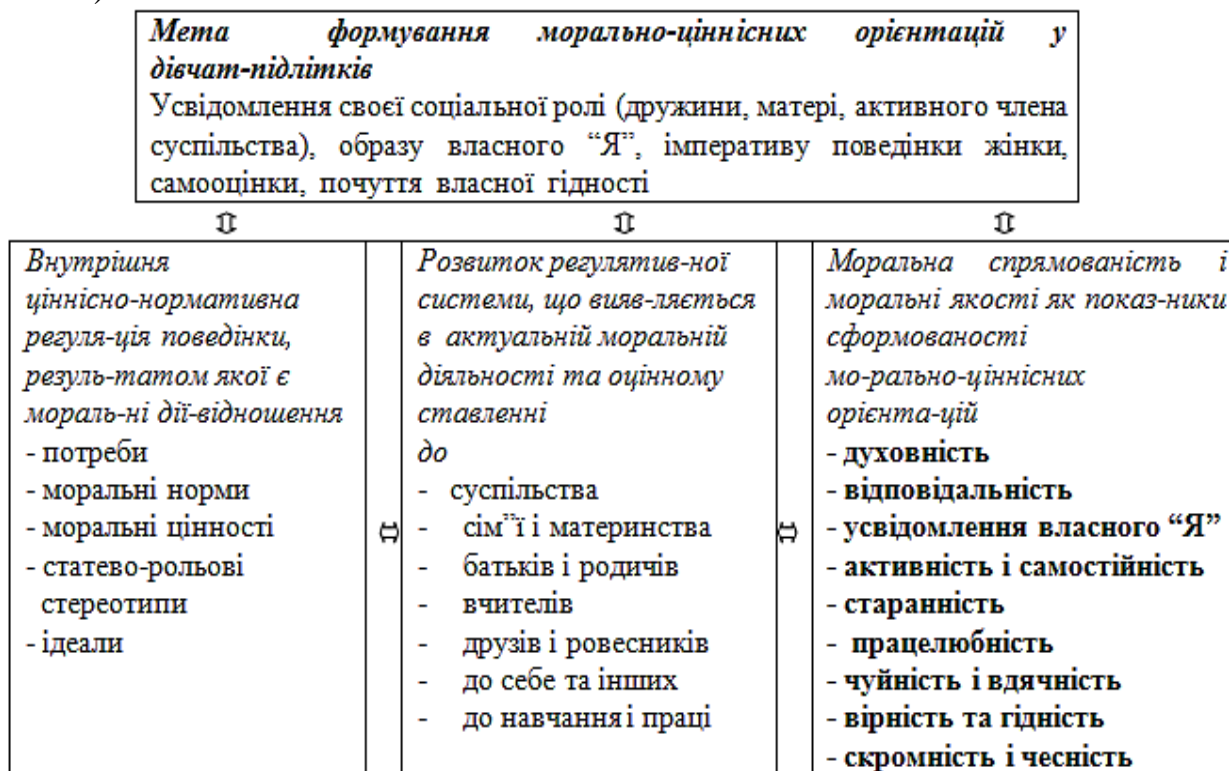 )
Мета формування морально-ціннісних орієнтацій у
дівчат-підлітків
Усвідомлення своєї соціальної ролі (дружини, матері, активного члена
суспільства), образу власного “Я”, імперативу поведінки жінки,
самооцінки, почуття власної гідності
⇕ ⇕ ⇕
Внутрішня
ціннісно-нормативна
регуля-ція поведінки,
резуль-татом якої є
мораль-ні дії-відношення
- потреби
- моральні норми
- моральні цінності
- статево-рольові
стереотипи
- ідеали
⇔
Розвиток регулятив-ної
системи, що вияв-ляється
в актуальній моральній
діяльності та оцінному
ставленні
до
- суспільства
- сім”ї і материнства
- батьків і родичів
- вчителів
- друзів і ровесників
- до себе та інших
- до навчання і праці
⇔
Моральна спрямованість і
моральні якості як показ-ники
сформованості
мо-рально-ціннісних
орієнта-цій
- духовність
- відповідальність
- усвідомлення власного “Я”
- активність і самостійність
- старанність
- працелюбність
- чуйність і вдячність
- вірність та гідність
- скромність і чесність